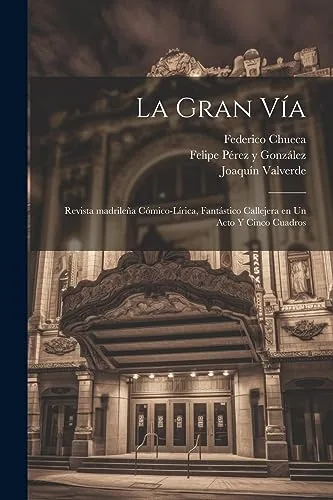 La Gran Vía
Federico Chueca
Felipe Pérez y González
Joaquín Valverde
Revista madrileña Cómico-Lírica, Fantástico Callejera en Un
Acto Y Cinco Cuadros